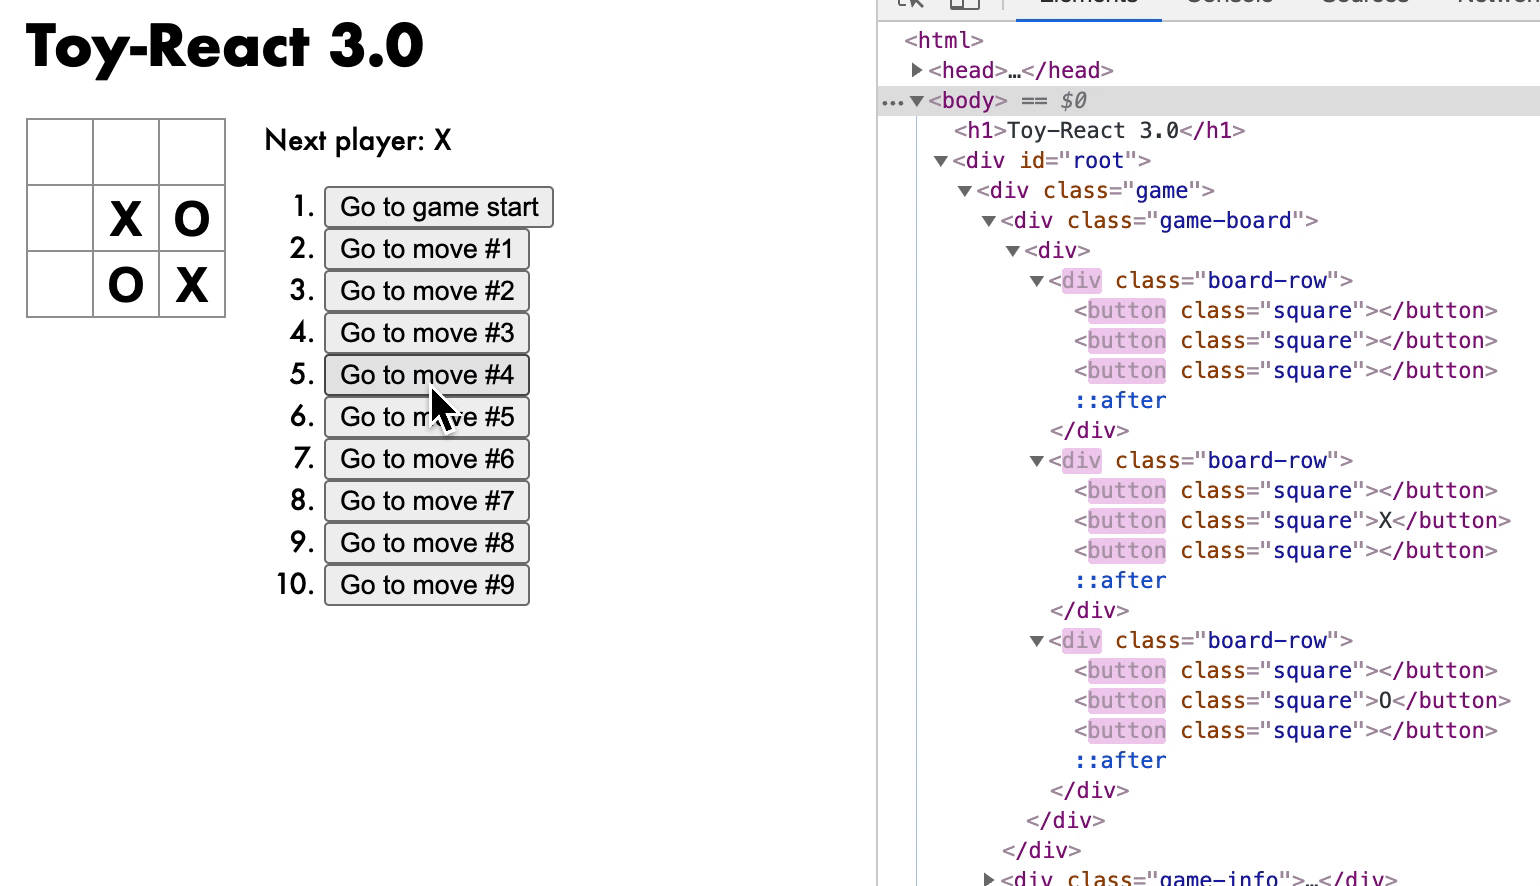 Toy-React 3.0
X O
O X
Next player: X
1. Go to game start
2. Go to move #1
3. Go to move #2
4. Go to move #3
5. Go to move #4
6. Go to move #5
7. Go to move #6
8. Go to move #7
9. Go to move #8
10. Go to move #9
Elements Console Sources
<html>
<head>…</head>
<body> == $0
<h1>Toy-React 3.0</h1>
<div id="root">
<div class="game">
<div class="game-board">
<div>
<div class="board-row">
<button class="square"></button>
<button class="square"></button>
<button class="square"></button>
::after
</div>
<div class="board-row">
<button class="square"></button>
<button class="square">X</button>
<button class="square"></button>
::after
</div>
<div class="board-row">
<button class="square"></button>
<button class="square">O</button>
<button class="square"></button>
::after
</div>
</div>
</div>
<div class="game-info">…</div>